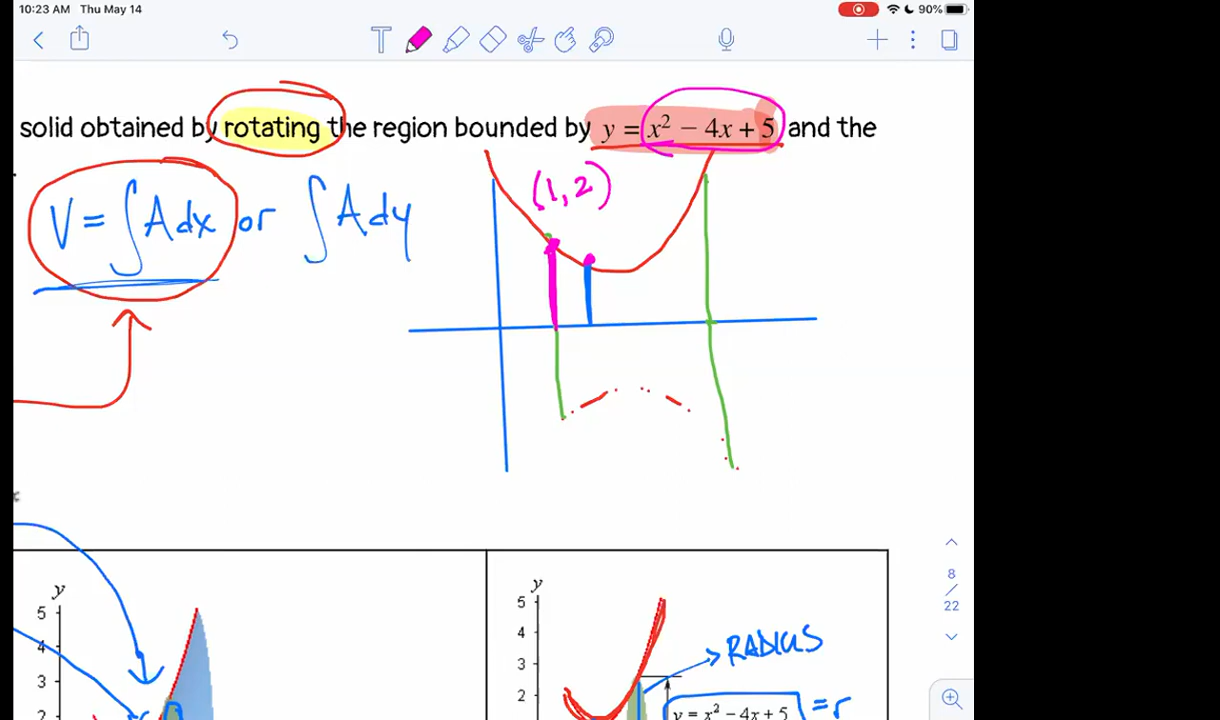 10:23 AM Thu May 14
90%
T
solid obtained by rotating the region bounded by y = x² − 4x + 5 and the
V = ∫ A dx or ∫ A dy
(1, 2)
8
/
22
y
5
4
3
2
y
5
4
3
2
RADIUS
y = x² − 4x + 5 = r